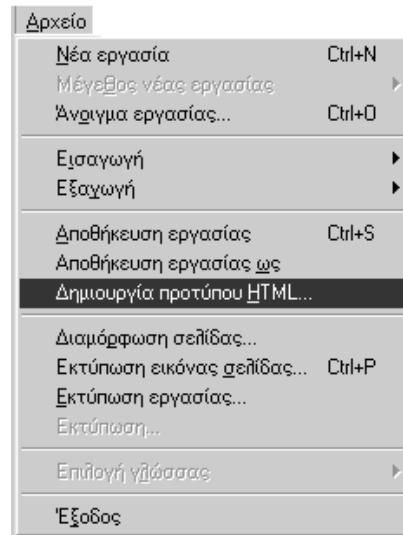 Αρχείο
Νέα εργασία Ctrl+N
Μέγεθος νέας εργασίας
Άνοιγμα εργασίας... Ctrl+O
Εισαγωγή
Εξαγωγή
Αποθήκευση εργασίας Ctrl+S
Αποθήκευση εργασίας ως
Δημιουργία προτύπου HTML...
Διαμόρφωση σελίδας...
Εκτύπωση εικόνας σελίδας... Ctrl+P
Εκτύπωση εργασίας...
Εκτύπωση...
Επιλογή γλώσσας
Έξοδος